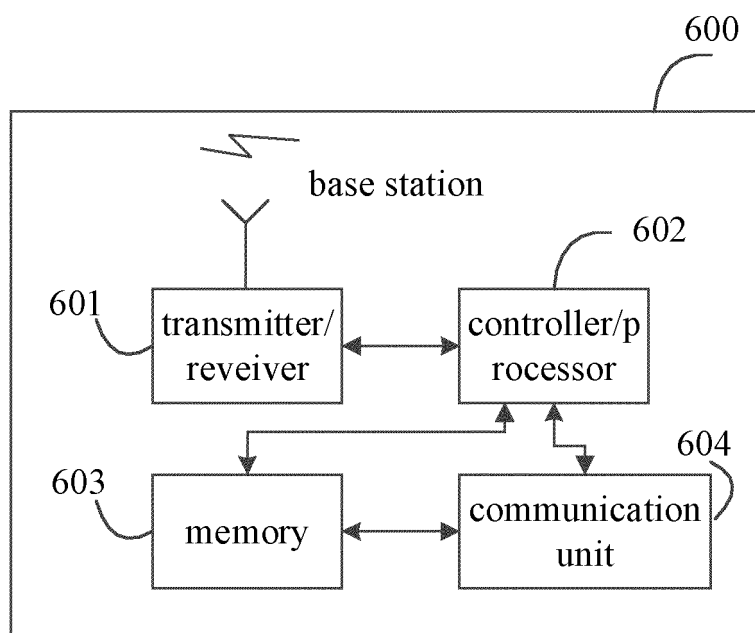 600
base station
602
601
transmitter/
reveiver
controller/p
rocessor
603
memory
604
communication
unit